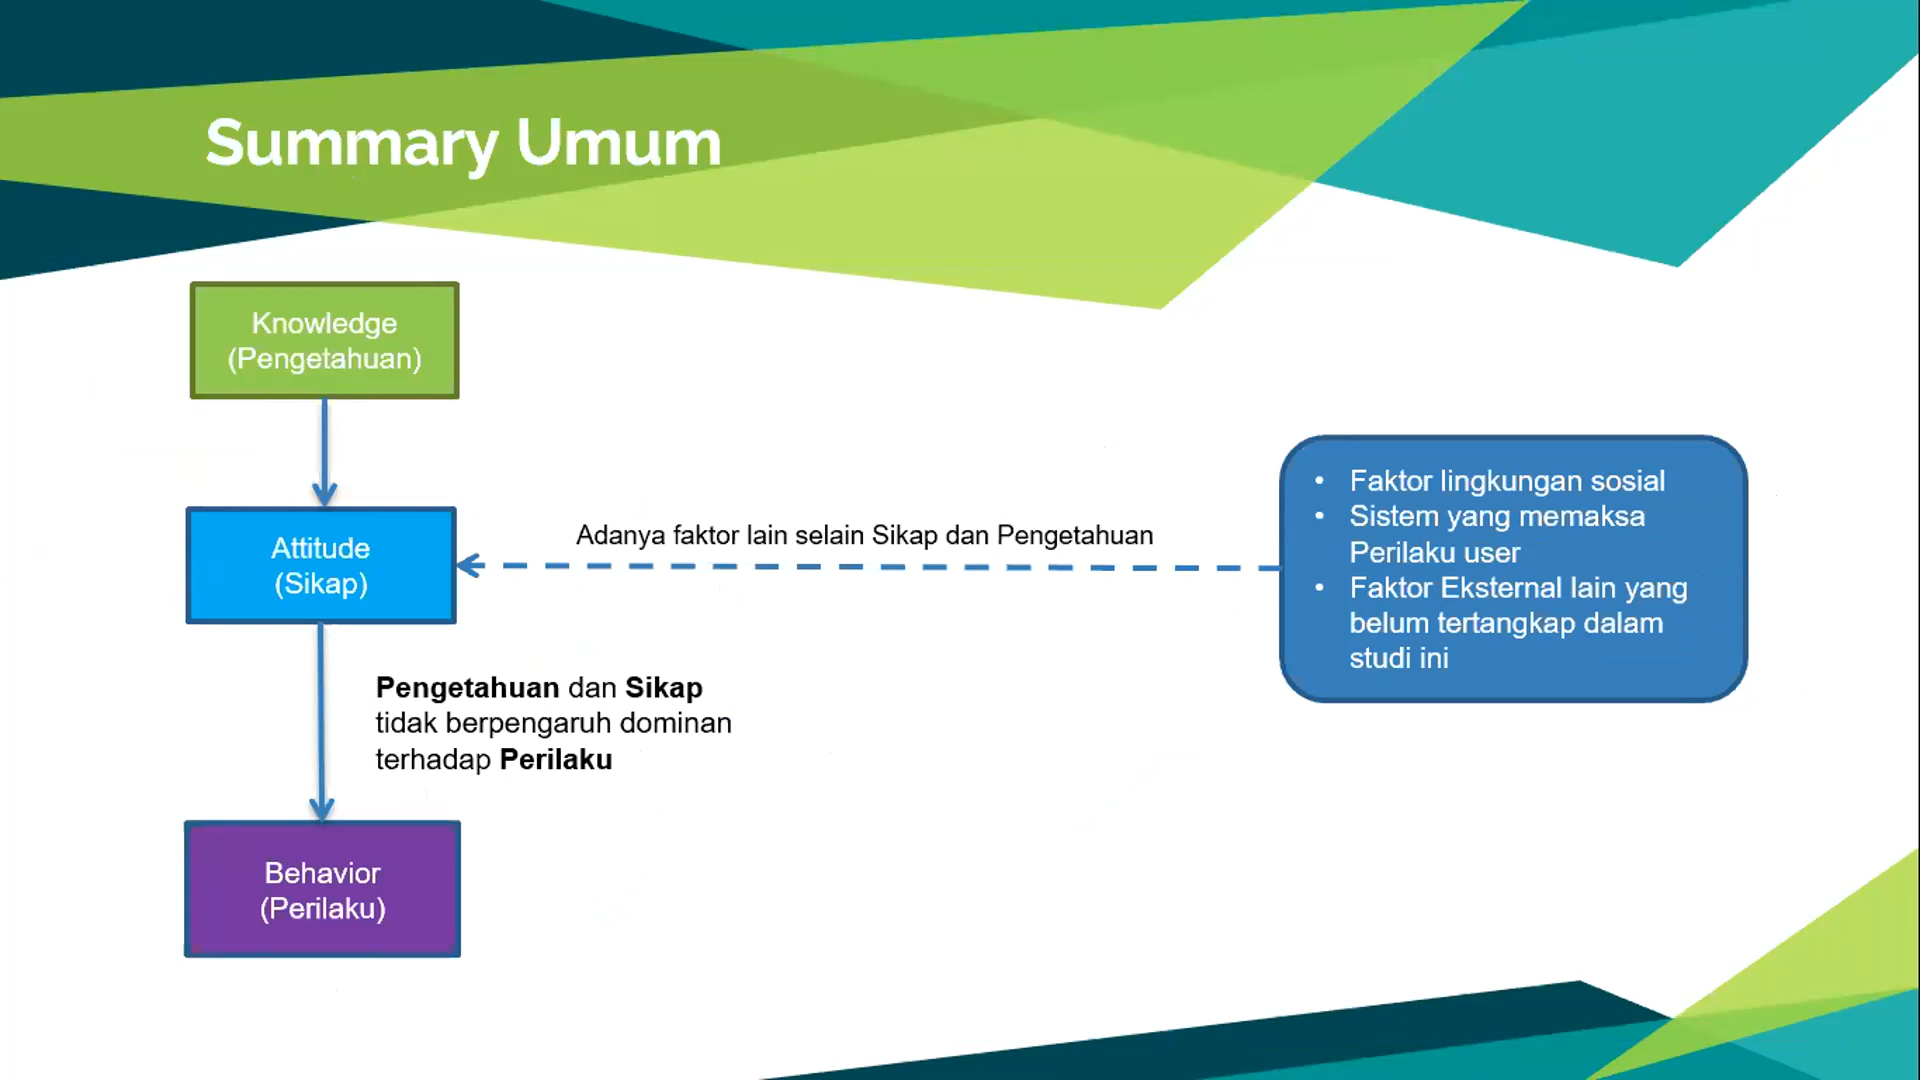 Summary Umum
Knowledge
(Pengetahuan)
Attitude
(Sikap)
Adanya faktor lain selain Sikap dan Pengetahuan
• Faktor lingkungan sosial
• Sistem yang memaksa
Perilaku user
• Faktor Eksternal lain yang
belum tertangkap dalam
studi ini
Pengetahuan dan Sikap
tidak berpengaruh dominan
terhadap Perilaku
Behavior
(Perilaku)